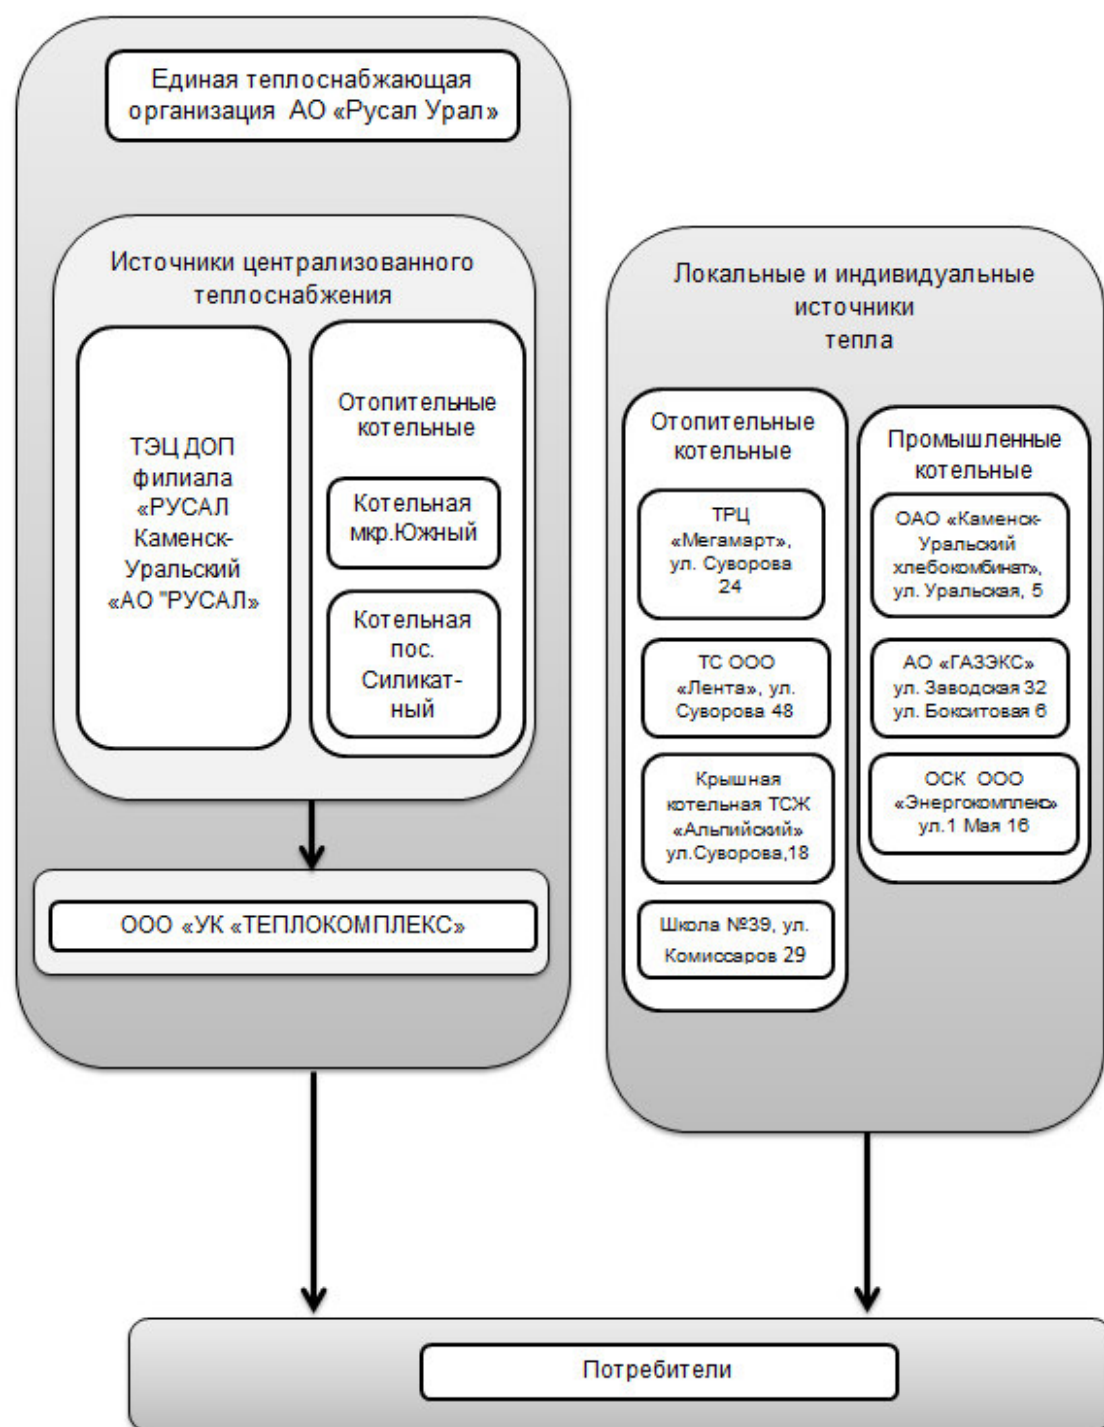 Единая теплоснабжающая
организация АО «Русал Урал»
Источники централизованного
теплоснабжения
ТЭЦ ДОП
филиала
«РУСАЛ
Каменск-
Уральский
«АО "РУСАЛ»
Отопительные
котельные
Котельная
мкр.Южный
Котельная
пос.
Силикат-
ный
ООО «УК «ТЕПЛОКОМПЛЕКС»
Локальные и индивидуальные
источники
тепла
Отопительные
котельные
ТРЦ
«Мегамарт»,
ул. Суворова
24
ТС ООО
«Лента», ул.
Суворова 48
Крышная
котельная ТСЖ
«Альпийский»
ул.Суворова,18
Школа №39, ул.
Комиссаров 29
Промышленные
котельные
ОАО «Каменск-
Уральский
хлебокомбинат»,
ул. Уральская, 5
АО «ГАЗЭКС»
ул. Заводская 32
ул. Бокситовая 6
ОСК ООО
«Энергокомплекс»
ул.1 Мая 16
Потребители